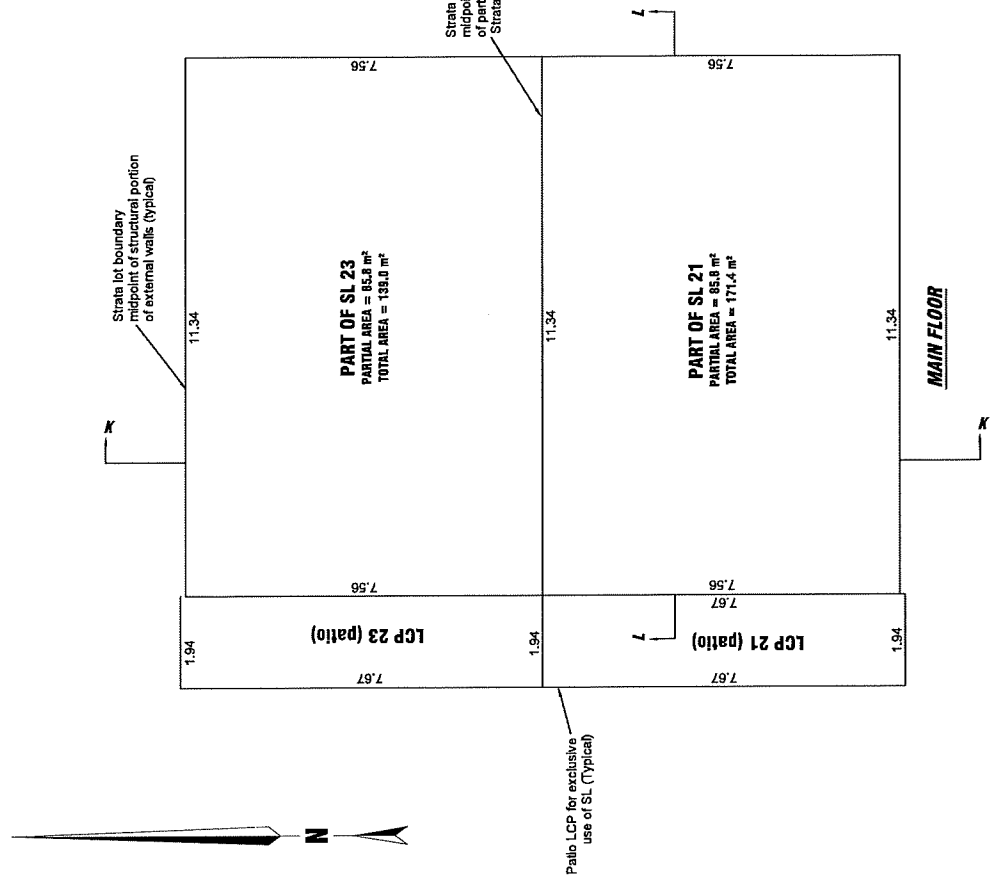 Strata
midpoi
of part
Strata
L
7.56
7.56
Strata lot boundary
midpoint of structural portion
of external walls (typical)
11.34
PART OF SL 23
PARTIAL AREA = 85.8 m²
TOTAL AREA = 139.0 m²
11.34
PART OF SL 21
PARTIAL AREA = 85.8 m²
TOTAL AREA = 171.4 m²
11.34
MAIN FLOOR
K
K
7.56
7.56
7.67
1.94
LCP 23 (patio)
1.94
L
LCP 21 (patio)
1.94
7.67
7.67
Patio LCP for exclusive
use of SL (Typical)
N